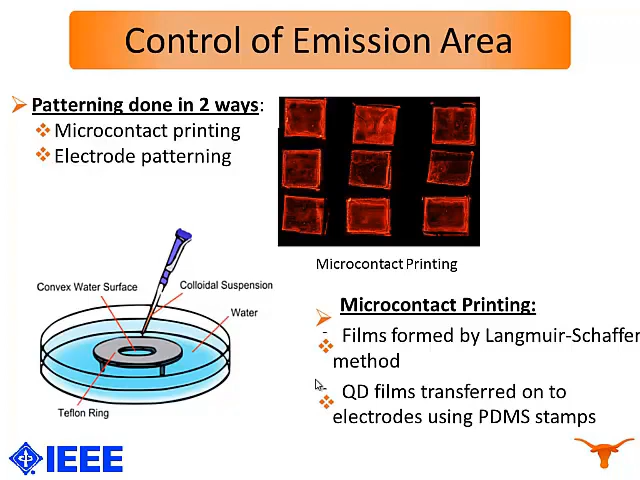 Control of Emission Area
Patterning done in 2 ways:
Microcontact printing
Electrode patterning
Microcontact Printing
Convex Water Surface
Colloidal Suspension
Water
Teflon Ring
Microcontact Printing:
- Films formed by Langmuir-Schaffer
method
- QD films transferred on to
electrodes using PDMS stamps
IEEE